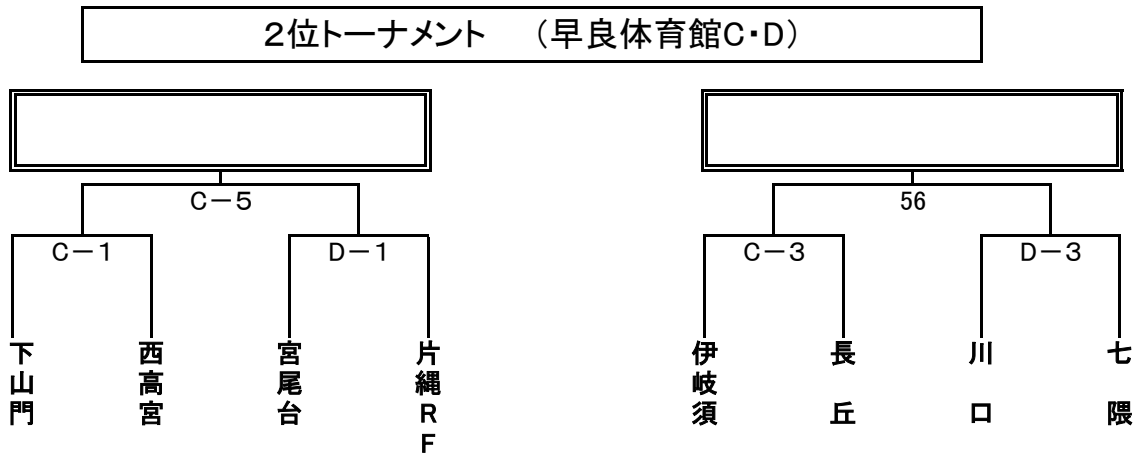 2位トーナメント　（早良体育館C・D）
C－5
56
C－1
D－1
C－3
D－3
下山門
西高宮
宮尾台
片縄RF
伊岐須
長丘
川口
七隈